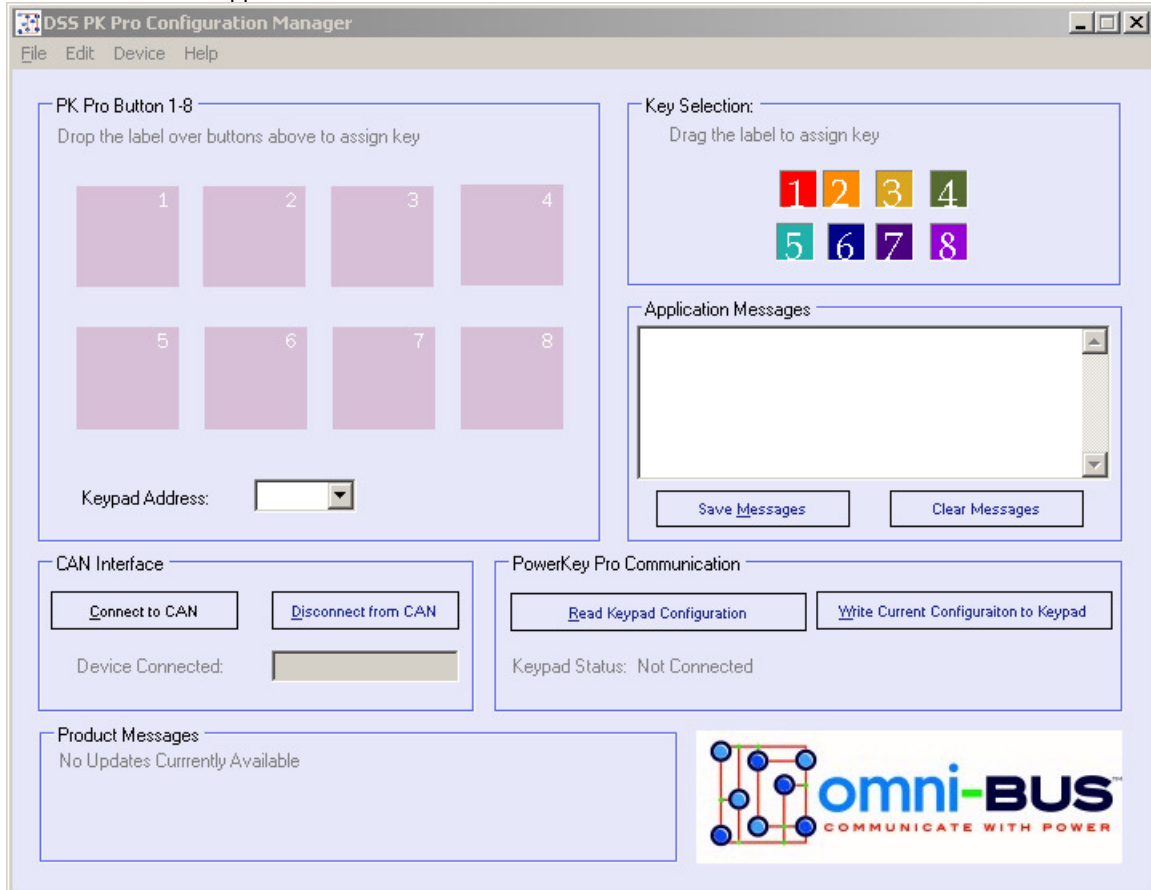 DSS PK Pro Configuration Manager
File Edit Device Help
PK Pro Button 1-8
Drop the label over buttons above to assign key
1 2 3 4
5 6 7 8
Keypad Address:
Key Selection:
Drag the label to assign key
1 2 3 4
5 6 7 8
Application Messages
Save Messages Clear Messages
CAN Interface
Connect to CAN Disconnect from CAN
Device Connected:
PowerKey Pro Communication
Read Keypad Configuration Write Current Configuraiton to Keypad
Keypad Status: Not Connected
Product Messages
No Updates Currrently Available
omni-BUS™
COMMUNICATE WITH POWER